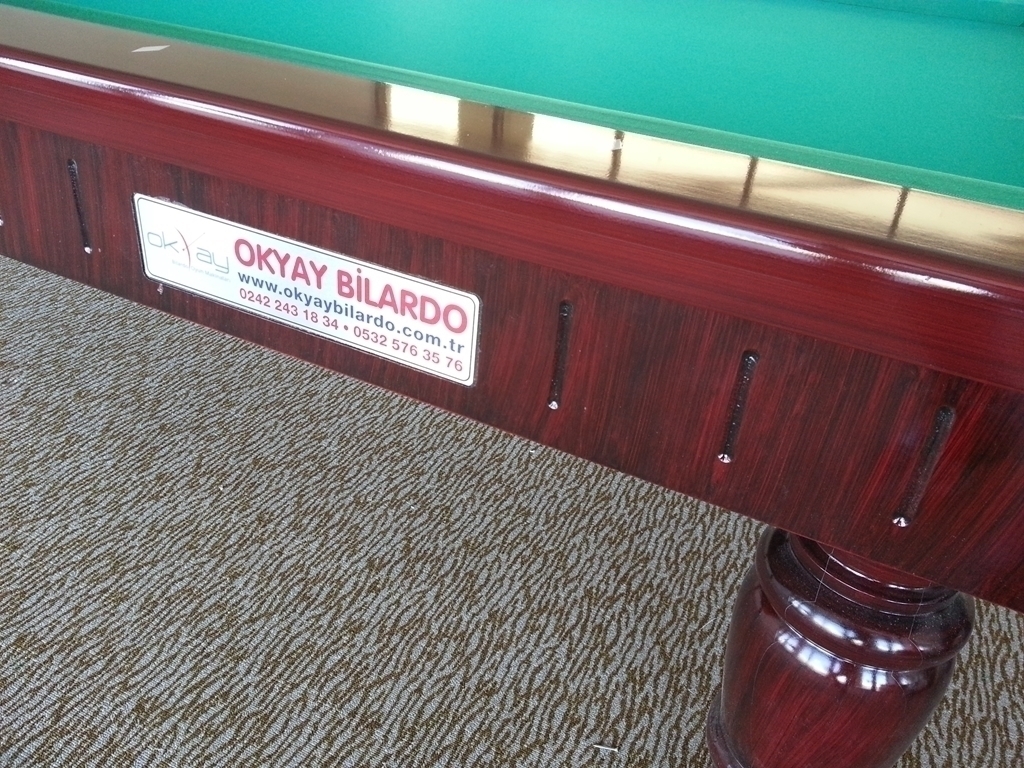 okyay
OKYAY BİLARDO
www.okyaybilardo.com.tr
0242 243 18 34 • 0532 576 35 76